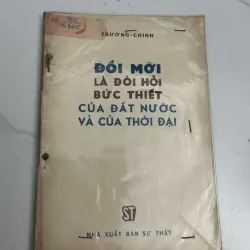 TRƯỜNG-CHINH
ĐỔI MỚI
LÀ ĐÒI HỎI
BỨC THIẾT
CỦA ĐẤT NƯỚC
VÀ CỦA THỜI ĐẠI
ST
NHÀ XUẤT BẢN SỰ THẬT